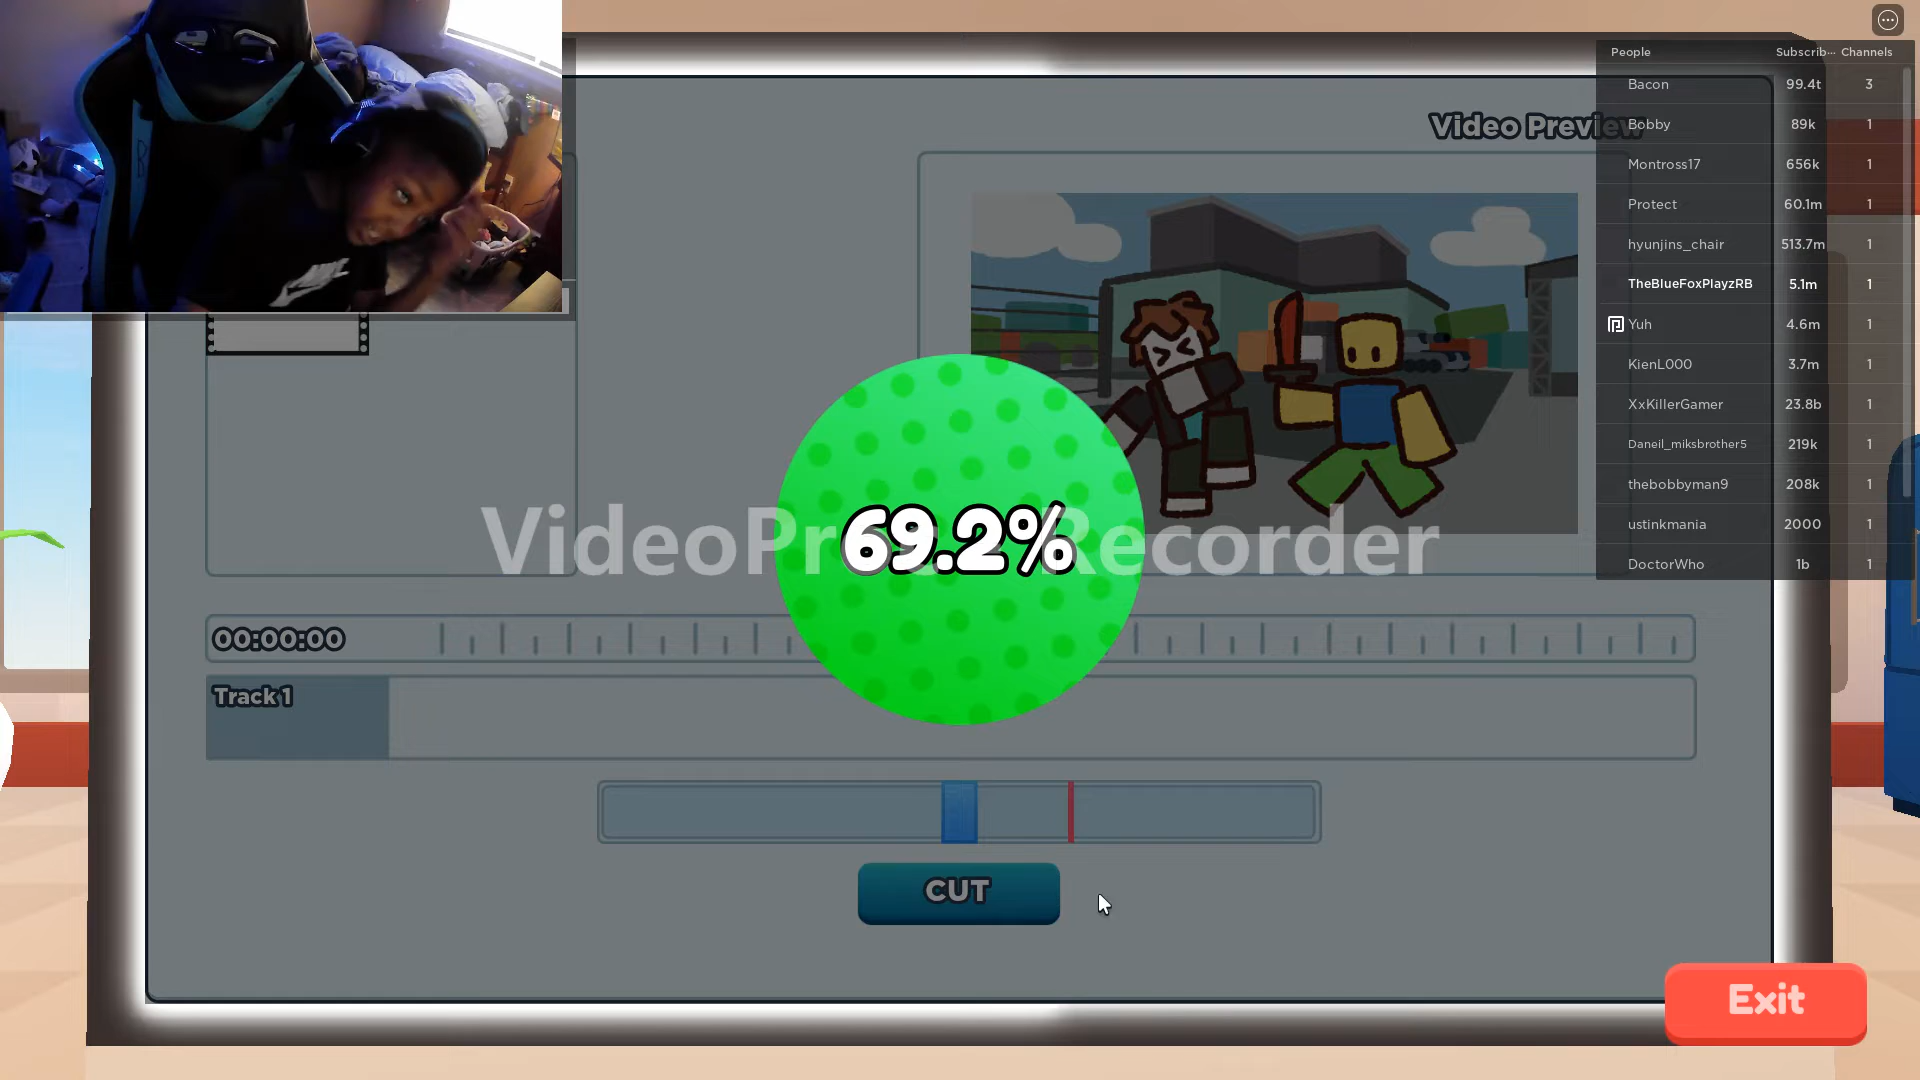 People Subscrib... Channels
Bacon 99.4t 3
Video Preview
Bobby 89k 1
Montross17 656k 1
Protect 60.1m 1
hyunjins_chair 513.7m 1
TheBlueFoxPlayzRB 5.1m 1
Yuh 4.6m 1
KienL000 3.7m 1
XxKillerGamer 23.8b 1
Daneil_miksbrother5 219k 1
thebobbyman9 208k 1
ustinkmania 2000 1
DoctorWho 1b 1
69.2%
Recorder
00:00:00
Track 1
CUT
Exit